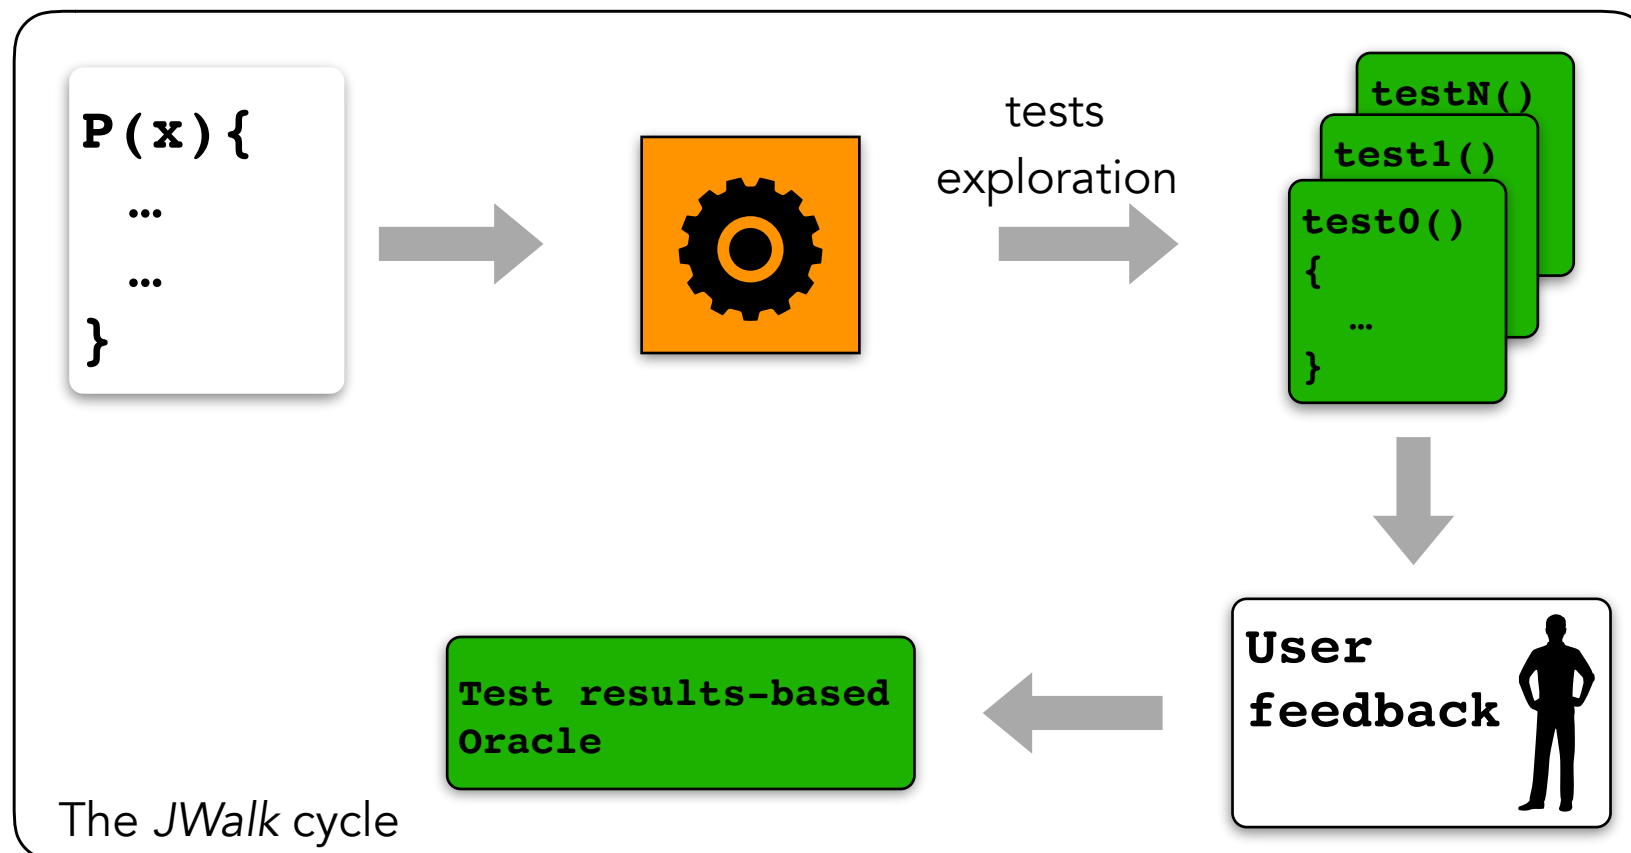 P(x){
…
…
}
tests
exploration
testN()
test1()
test0()
{
…
}
User
feedback
Test results-based
Oracle
The JWalk cycle